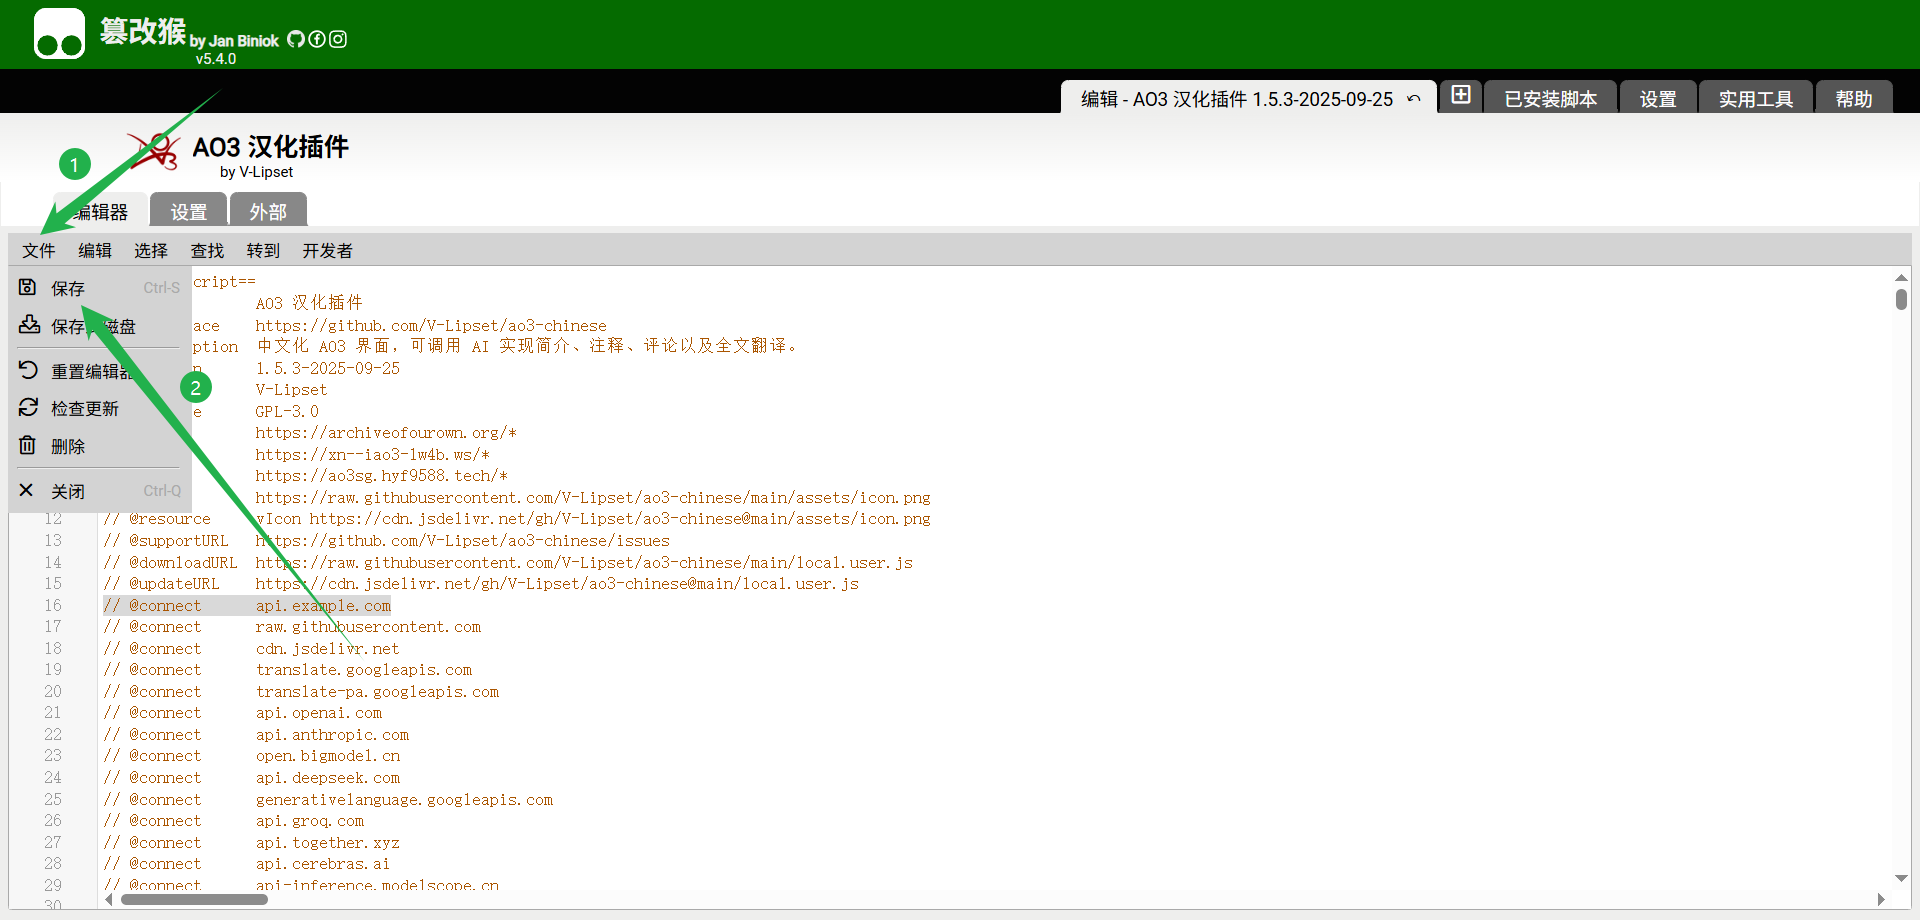 篡改猴 by Jan Biniok
v5.4.0
编辑 - AO3 汉化插件 1.5.3-2025-09-25
已安装脚本
设置
实用工具
帮助
AO3 汉化插件
by V-Lipset
1
编辑器
设置
外部
文件 编辑 选择 查找 转到 开发者
保存 Ctrl-S
保存 磁盘
重置编辑器
检查更新
删除
关闭 Ctrl-Q
2
cript==
AO3 汉化插件
ace https://github.com/V-Lipset/ao3-chinese
ption 中文化 AO3 界面，可调用 AI 实现简介、注释、评论以及全文翻译。
n 1.5.3-2025-09-25
V-Lipset
e GPL-3.0
https://archiveofourown.org/*
https://xn--iao3-lw4b.ws/*
https://ao3sg.hyf9588.tech/*
https://raw.githubusercontent.com/V-Lipset/ao3-chinese/main/assets/icon.png
12 // @resource vIcon https://cdn.jsdelivr.net/gh/V-Lipset/ao3-chinese@main/assets/icon.png
13 // @supportURL https://github.com/V-Lipset/ao3-chinese/issues
14 // @downloadURL https://raw.githubusercontent.com/V-Lipset/ao3-chinese/main/local.user.js
15 // @updateURL https://cdn.jsdelivr.net/gh/V-Lipset/ao3-chinese@main/local.user.js
16 // @connect api.example.com
17 // @connect raw.githubusercontent.com
18 // @connect cdn.jsdelivr.net
19 // @connect translate.googleapis.com
20 // @connect translate-pa.googleapis.com
21 // @connect api.openai.com
22 // @connect api.anthropic.com
23 // @connect open.bigmodel.cn
24 // @connect api.deepseek.com
25 // @connect generativelanguage.googleapis.com
26 // @connect api.groq.com
27 // @connect api.together.xyz
28 // @connect api.cerebras.ai
29 // @connect api-inference.modelscope.cn
30